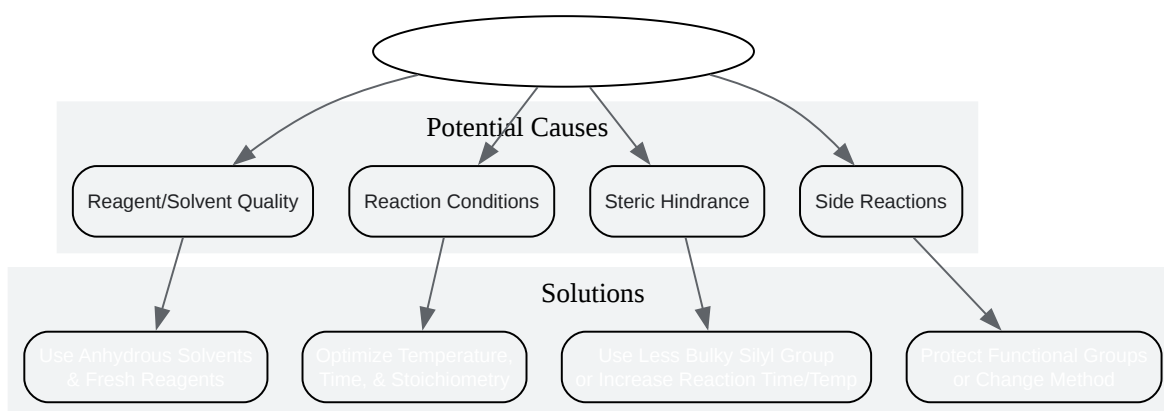 Potential Causes
Reagent/Solvent Quality
Reaction Conditions
Steric Hindrance
Side Reactions
Solutions
Use Anhydrous Solvents
& Fresh Reagents
Optimize Temperature,
Time, & Stoichiometry
Use Less Bulky Silyl Group
or Increase Reaction Time/Temp
Protect Functional Groups
or Change Method